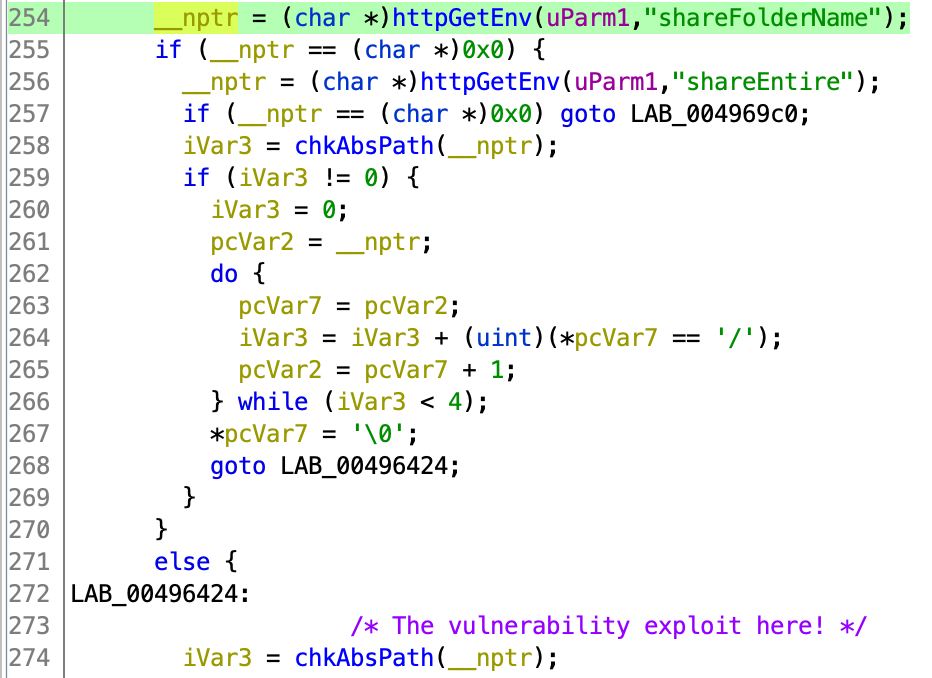 254 __nptr = (char *)httpGetEnv(uParm1,"shareFolderName");
255 if (__nptr == (char *)0x0) {
256 __nptr = (char *)httpGetEnv(uParm1,"shareEntire");
257 if (__nptr == (char *)0x0) goto LAB_004969c0;
258 iVar3 = chkAbsPath(__nptr);
259 if (iVar3 != 0) {
260 iVar3 = 0;
261 pcVar2 = __nptr;
262 do {
263 pcVar7 = pcVar2;
264 iVar3 = iVar3 + (uint)(*pcVar7 == '/');
265 pcVar2 = pcVar7 + 1;
266 } while (iVar3 < 4);
267 *pcVar7 = '\0';
268 goto LAB_00496424;
269 }
270 }
271 else {
272 LAB_00496424:
273 /* The vulnerability exploit here! */
274 iVar3 = chkAbsPath(__nptr);